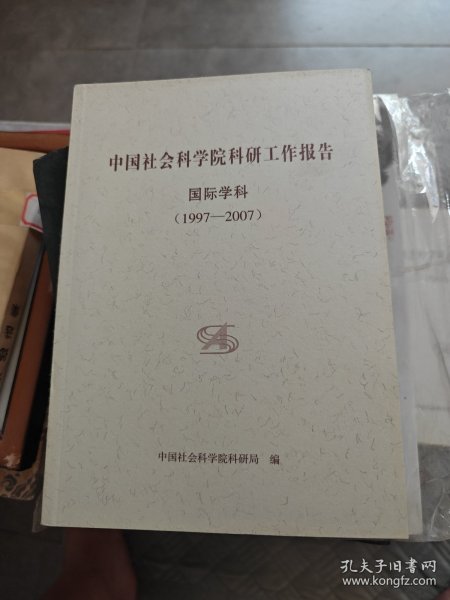 中国社会科学院科研工作报告
国际学科
（1997—2007）
中国社会科学院科研局 编
孔夫子旧书网
www.kongfz.com